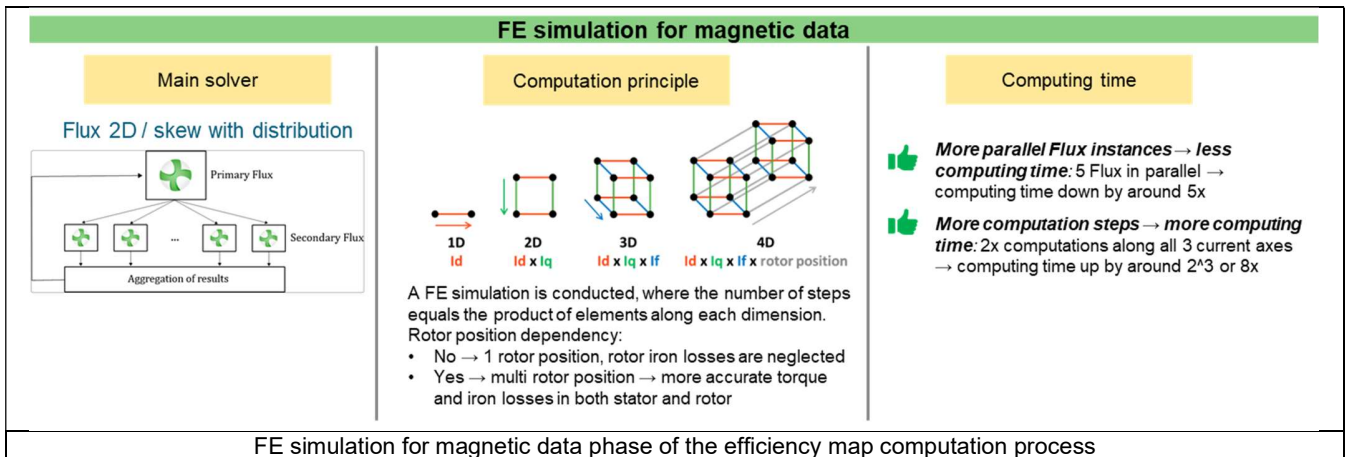 FE simulation for magnetic data
Main solver
Flux 2D / skew with distribution
Primary Flux
...
Secondary Flux
Aggregation of results
Computation principle
1D
Id
2D
Id x Iq
3D
Id x Iq x If
4D
Id x Iq x If x rotor position
A FE simulation is conducted, where the number of steps
equals the product of elements along each dimension.
Rotor position dependency:
• No → 1 rotor position, rotor iron losses are neglected
• Yes → multi rotor position → more accurate torque
and iron losses in both stator and rotor
Computing time
More parallel Flux instances → less
computing time: 5 Flux in parallel →
computing time down by around 5x
More computation steps → more computing
time: 2x computations along all 3 current axes
→ computing time up by around 2^3 or 8x
FE simulation for magnetic data phase of the efficiency map computation process